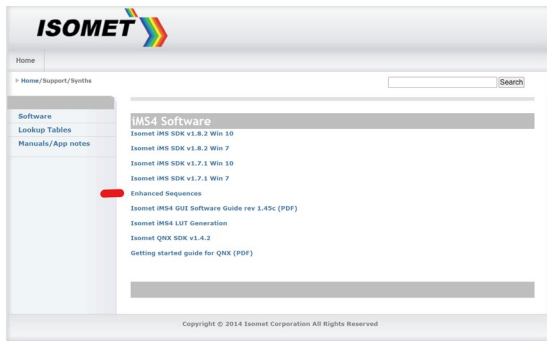 ISOMET
Home
Home/Support/Synths
Search
Software
Lookup Tables
Manuals/App notes
iMS4 Software
Isomet iMS SDK v1.8.2 Win 10
Isomet iMS SDK v1.8.2 Win 7
Isomet iMS SDK v1.7.1 Win 10
Isomet iMS SDK v1.7.1 Win 7
Enhanced Sequences
Isomet iMS4 GUI Software Guide rev 1.45c (PDF)
Isomet iMS4 LUT Generation
Isomet QNX SDK v1.4.2
Getting started guide for QNX (PDF)
Copyright © 2014 Isomet Corporation All Rights Reserved